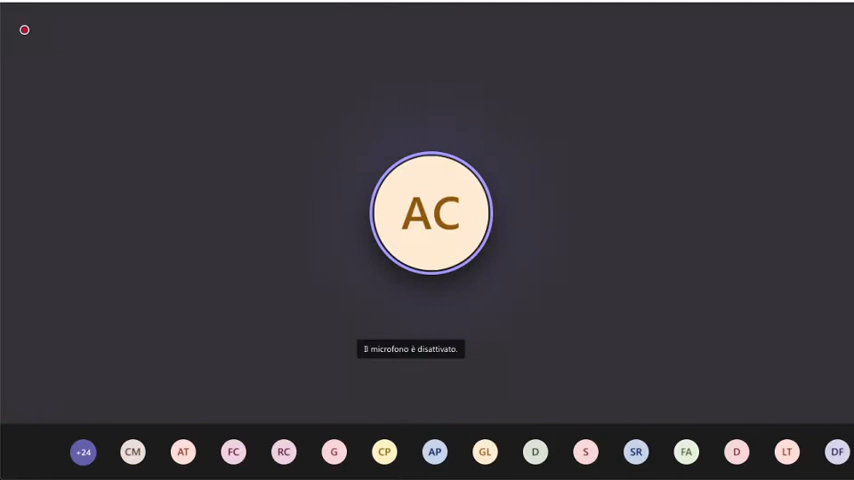 AC
Il microfono è disattivato.
+24 CM AT FC RC G CP AP GL D S SR FA D LT DF